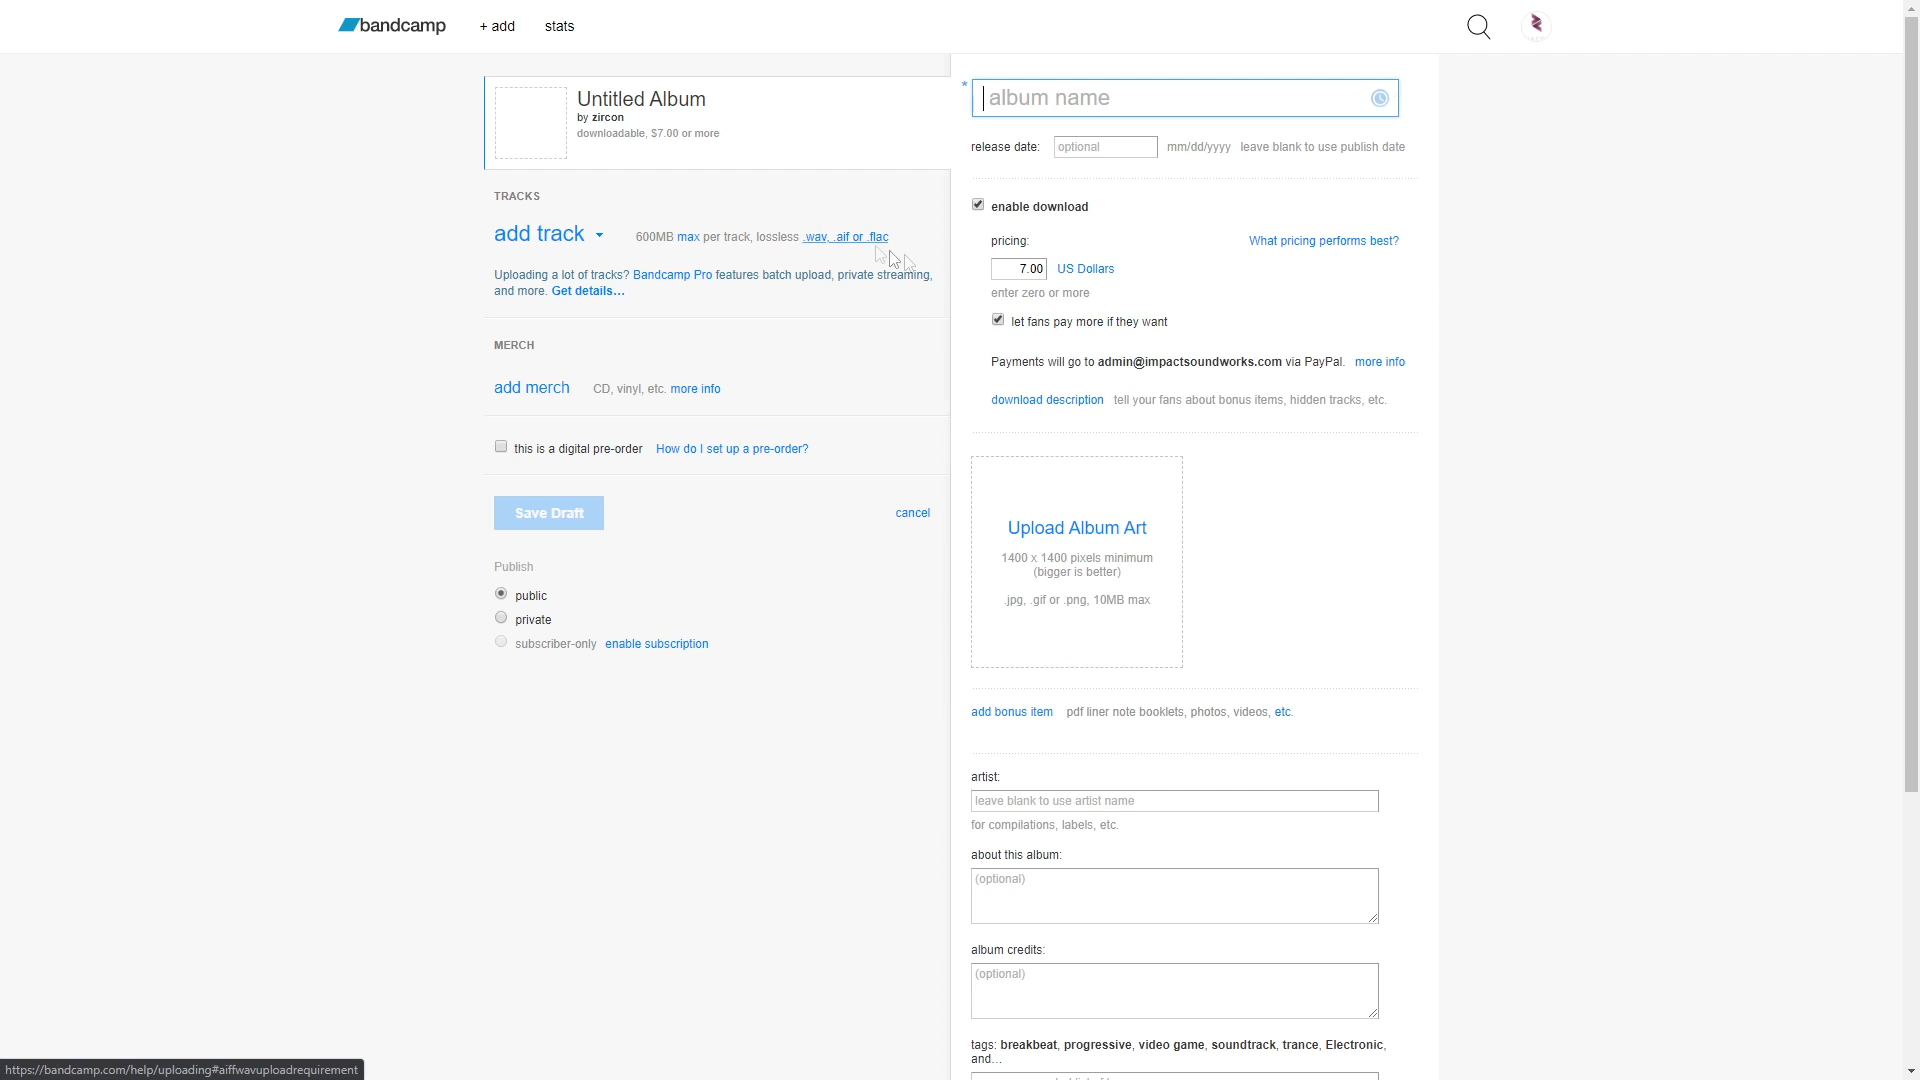 bandcamp + add stats
Untitled Album
by zircon
downloadable, $7.00 or more
TRACKS
add track 600MB max per track, lossless .wav, .aif or .flac
Uploading a lot of tracks? Bandcamp Pro features batch upload, private streaming,
and more. Get details...
MERCH
add merch CD, vinyl, etc. more info
this is a digital pre-order How do I set up a pre-order?
Save Draft cancel
Publish
public
private
subscriber-only enable subscription
* album name
release date: optional mm/dd/yyyy leave blank to use publish date
enable download
pricing: What pricing performs best?
7.00 US Dollars
enter zero or more
let fans pay more if they want
Payments will go to admin@impactsoundworks.com via PayPal. more info
download description tell your fans about bonus items, hidden tracks, etc.
Upload Album Art
1400 x 1400 pixels minimum
(bigger is better)
.jpg, .gif or .png, 10MB max
add bonus item pdf liner note booklets, photos, videos, etc.
artist:
leave blank to use artist name
for compilations, labels, etc.
about this album:
(optional)
album credits:
(optional)
tags: breakbeat, progressive, video game, soundtrack, trance, Electronic,
and...
https://bandcamp.com/help/uploading#aiffwavuploadrequirement